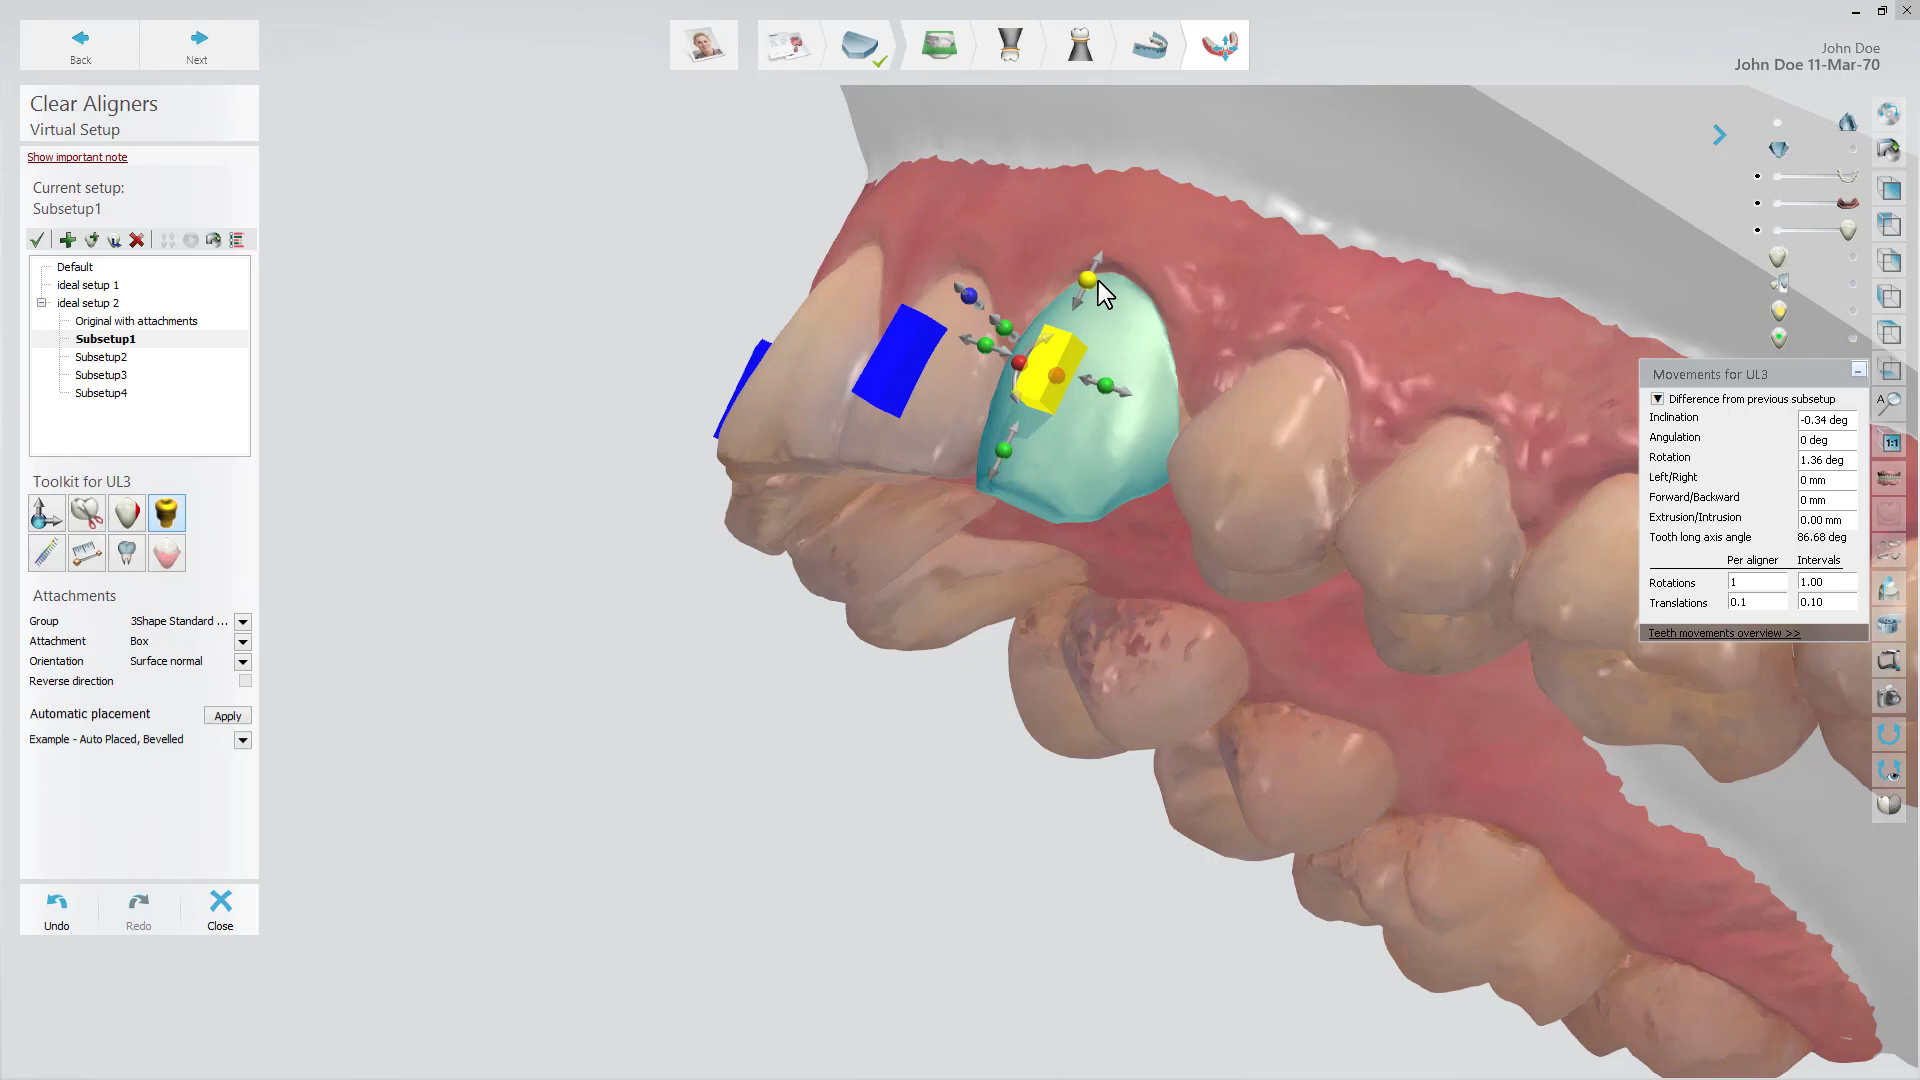 Back
Next
John Doe
John Doe 11-Mar-70
Clear Aligners
Virtual Setup
Show important note
Current setup:
Subsetup1
Default
ideal setup 1
ideal setup 2
Original with attachments
Subsetup1
Subsetup2
Subsetup3
Subsetup4
Toolkit for UL3
Attachments
Group 3Shape Standard ...
Attachment Box
Orientation Surface normal
Reverse direction
Automatic placement Apply
Example - Auto Placed, Bevelled
Undo
Redo
Close
A
1:1
Movements for UL3
Difference from previous subsetup
Inclination -0.34 deg
Angulation 0 deg
Rotation 1.36 deg
Left/Right 0 mm
Forward/Backward 0 mm
Extrusion/Intrusion 0.00 mm
Tooth long axis angle 86.68 deg
Per aligner Intervals
Rotations 1 1.00
Translations 0.1 0.10
Teeth movements overview >>